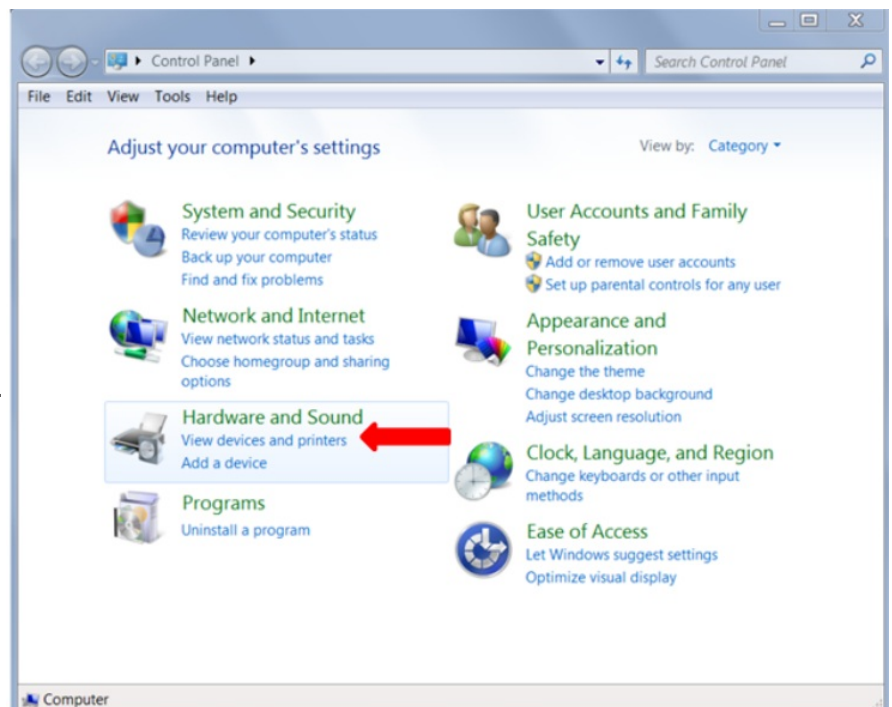 Control Panel
Search Control Panel
File Edit View Tools Help
Adjust your computer's settings
View by: Category
System and Security
Review your computer's status
Back up your computer
Find and fix problems
Network and Internet
View network status and tasks
Choose homegroup and sharing
options
Hardware and Sound
View devices and printers
Add a device
Programs
Uninstall a program
User Accounts and Family
Safety
Add or remove user accounts
Set up parental controls for any user
Appearance and
Personalization
Change the theme
Change desktop background
Adjust screen resolution
Clock, Language, and Region
Change keyboards or other input
methods
Ease of Access
Let Windows suggest settings
Optimize visual display
Computer